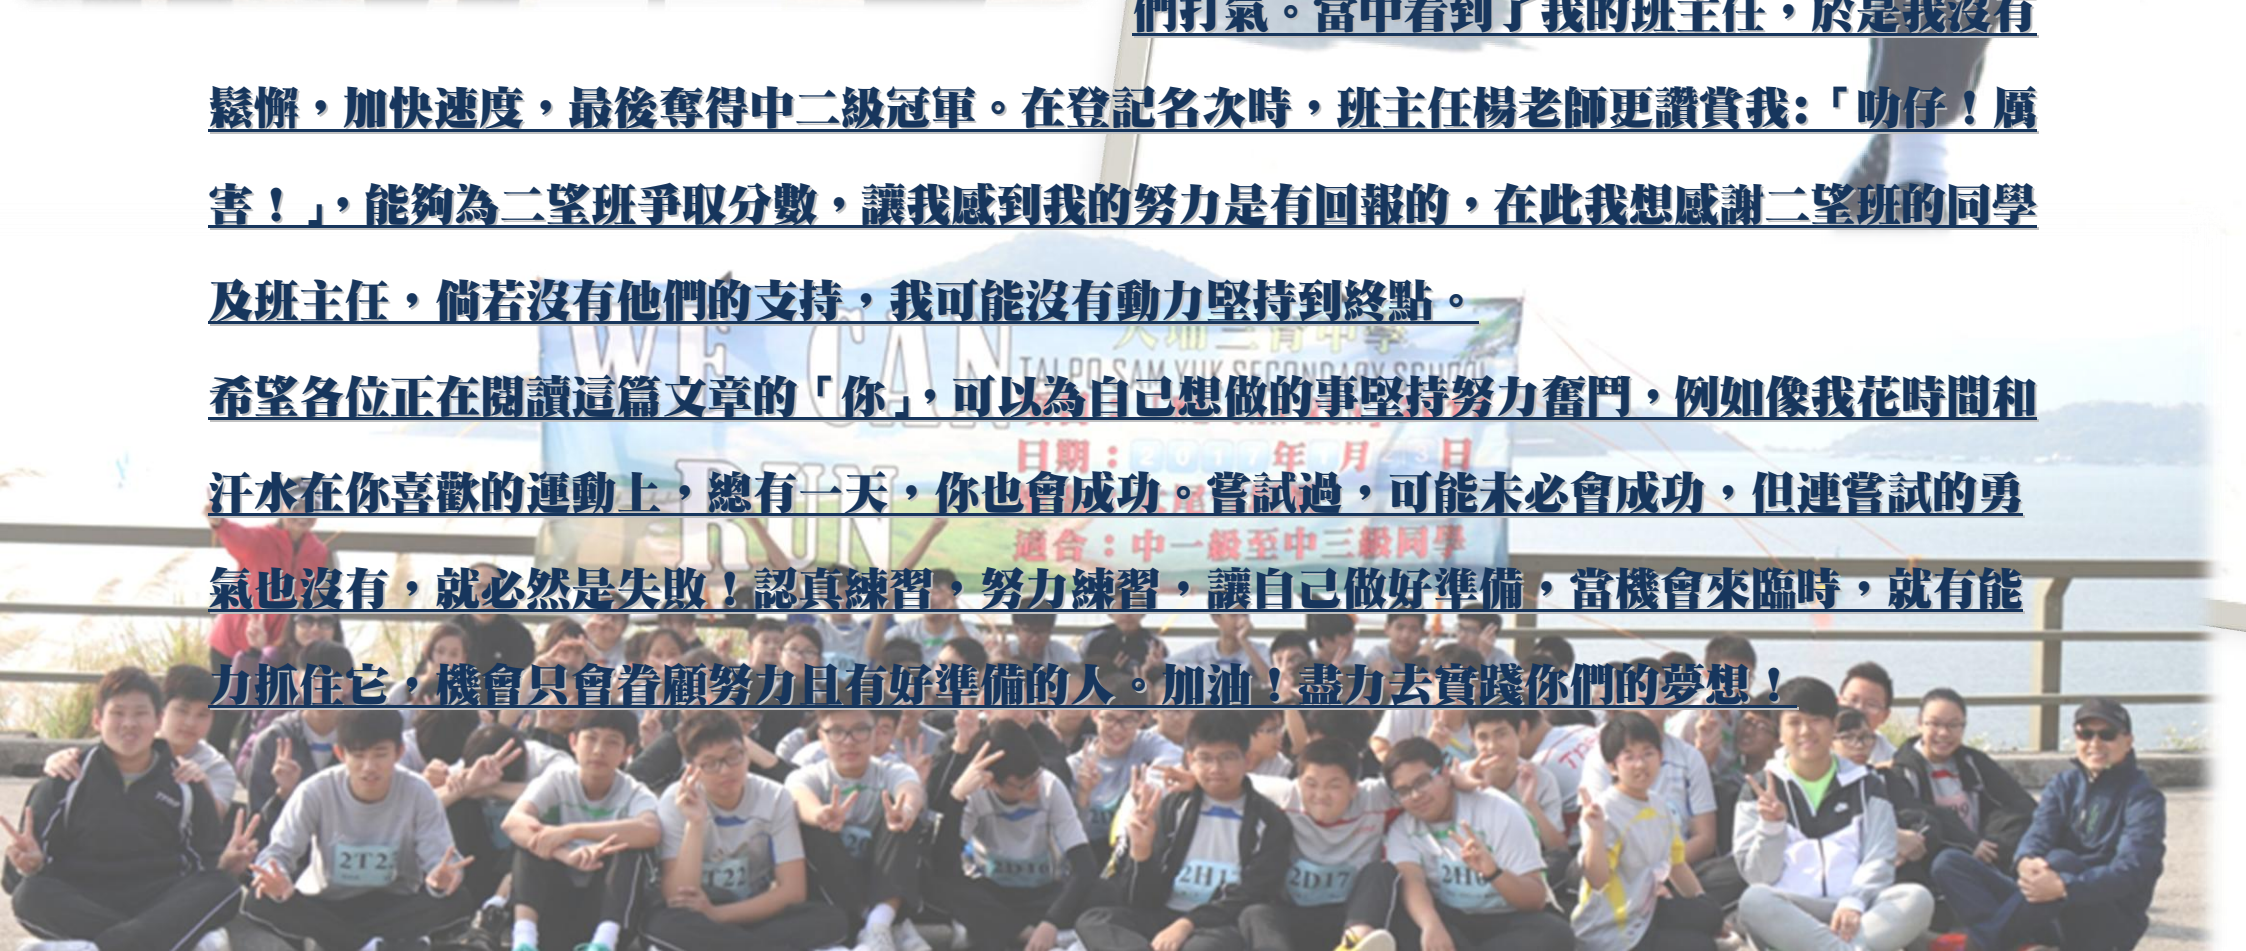 們打氣。當中看到了我的班主任，於是我沒有
鬆懈，加快速度，最後奪得中二級冠軍。在登記名次時，班主任楊老師更讚賞我：「叻仔！厲
害！」，能夠為二望班爭取分數，讓我感到我的努力是有回報的，在此我想感謝二望班的同學
及班主任，倘若沒有他們的支持，我可能沒有動力堅持到終點。
WE CAN
大埔三育中學
TAI PO SAM YUK SECONDARY SCHOOL
希望各位正在閱讀這篇文章的「你」，可以為自己想做的事堅持努力奮鬥，例如像我花時間和
日期：2017年1月23日
RUN
汗水在你喜歡的運動上，總有一天，你也會成功。嘗試過，可能未必會成功，但連嘗試的勇
適合：中一級至中三級同學
氣也沒有，就必然是失敗！認真練習，努力練習，讓自己做好準備，當機會來臨時，就有能
力抓住它，機會只會眷顧努力且有好準備的人。加油！盡力去實踐你們的夢想！
2D16
2D17